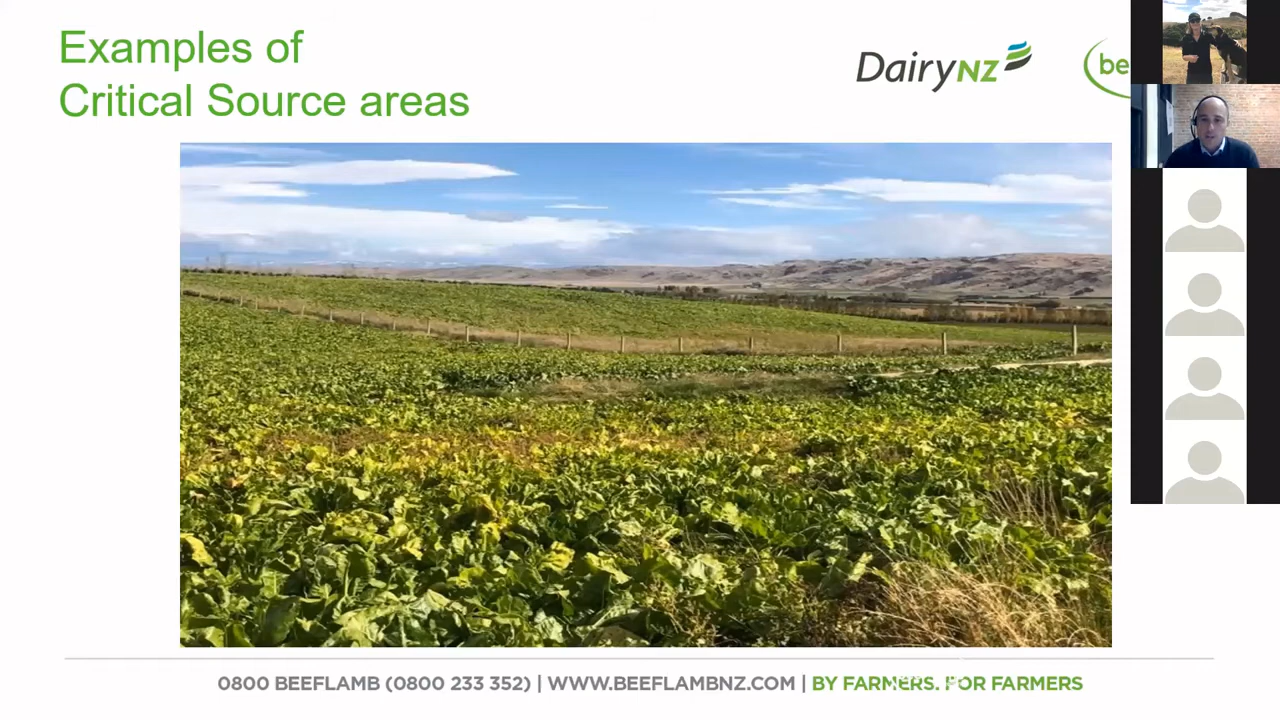 Examples of
Critical Source areas
DairyNZ
be
0800 BEEFLAMB (0800 233 352) | WWW.BEEFLAMBNZ.COM | BY FARMERS. FOR FARMERS